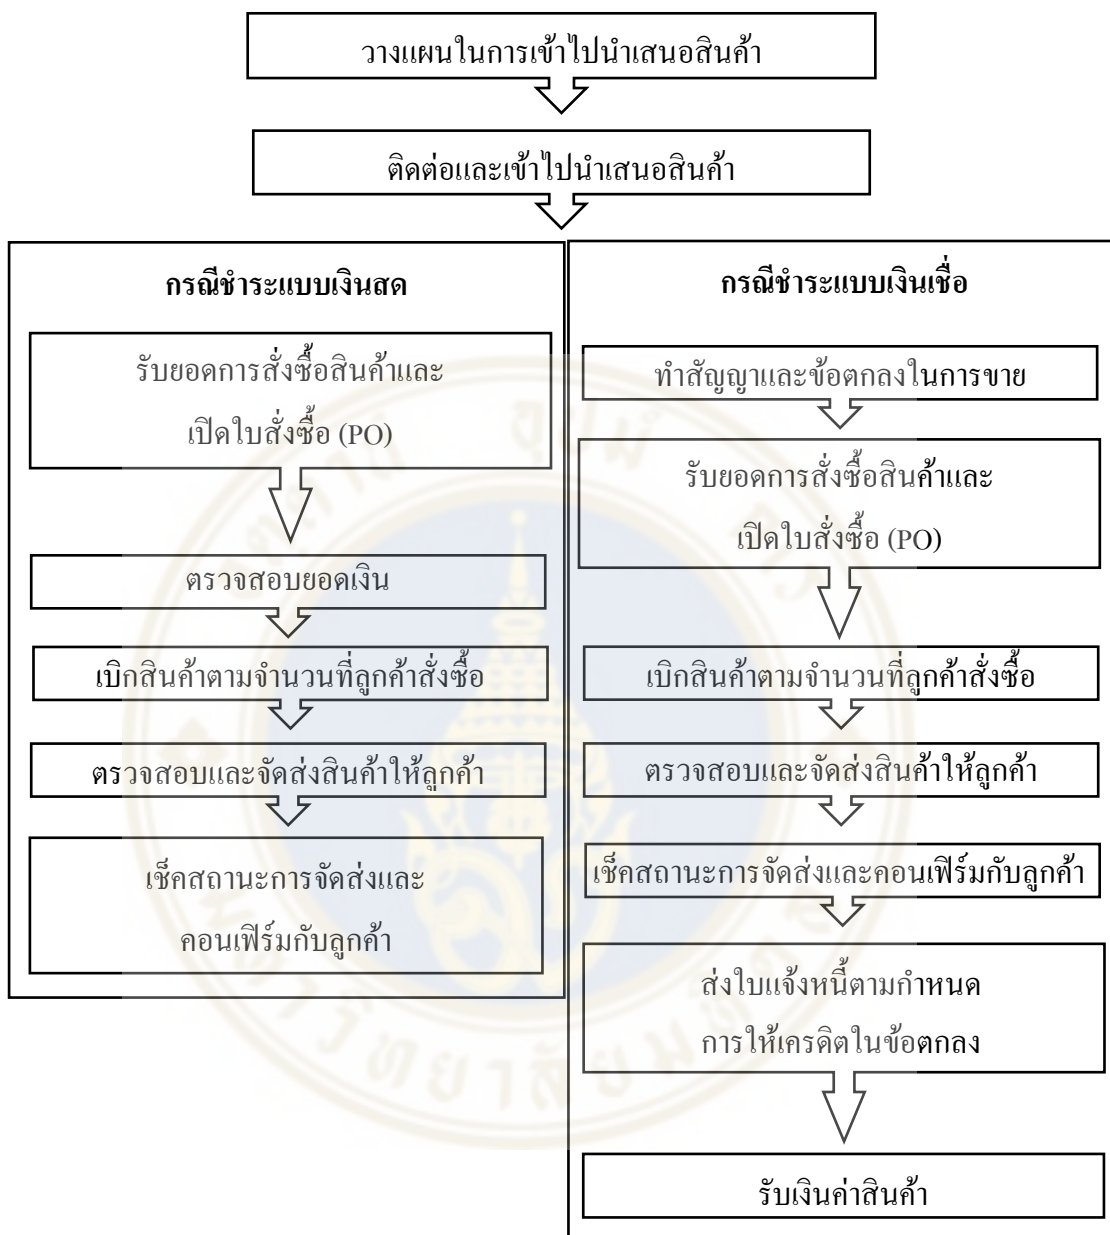 วางแผนในการเข้าไปนำเสนอสินค้า
ติดต่อและเข้าไปนำเสนอสินค้า
กรณีชำระแบบเงินสด
รับยอดการสั่งซื้อสินค้าและ
เปิดใบสั่งซื้อ (PO)
ตรวจสอบยอดเงิน
เบิกสินค้าตามจำนวนที่ลูกค้าสั่งซื้อ
ตรวจสอบและจัดส่งสินค้าให้ลูกค้า
เช็คสถานะการจัดส่งและ
คอนเฟิร์มกับลูกค้า
กรณีชำระแบบเงินเชื่อ
ทำสัญญาและข้อตกลงในการขาย
รับยอดการสั่งซื้อสินค้าและ
เปิดใบสั่งซื้อ (PO)
เบิกสินค้าตามจำนวนที่ลูกค้าสั่งซื้อ
ตรวจสอบและจัดส่งสินค้าให้ลูกค้า
เช็คสถานะการจัดส่งและคอนเฟิร์มกับลูกค้า
ส่งใบแจ้งหนี้ตามกำหนด
การให้เครดิตในข้อตกลง
รับเงินค่าสินค้า